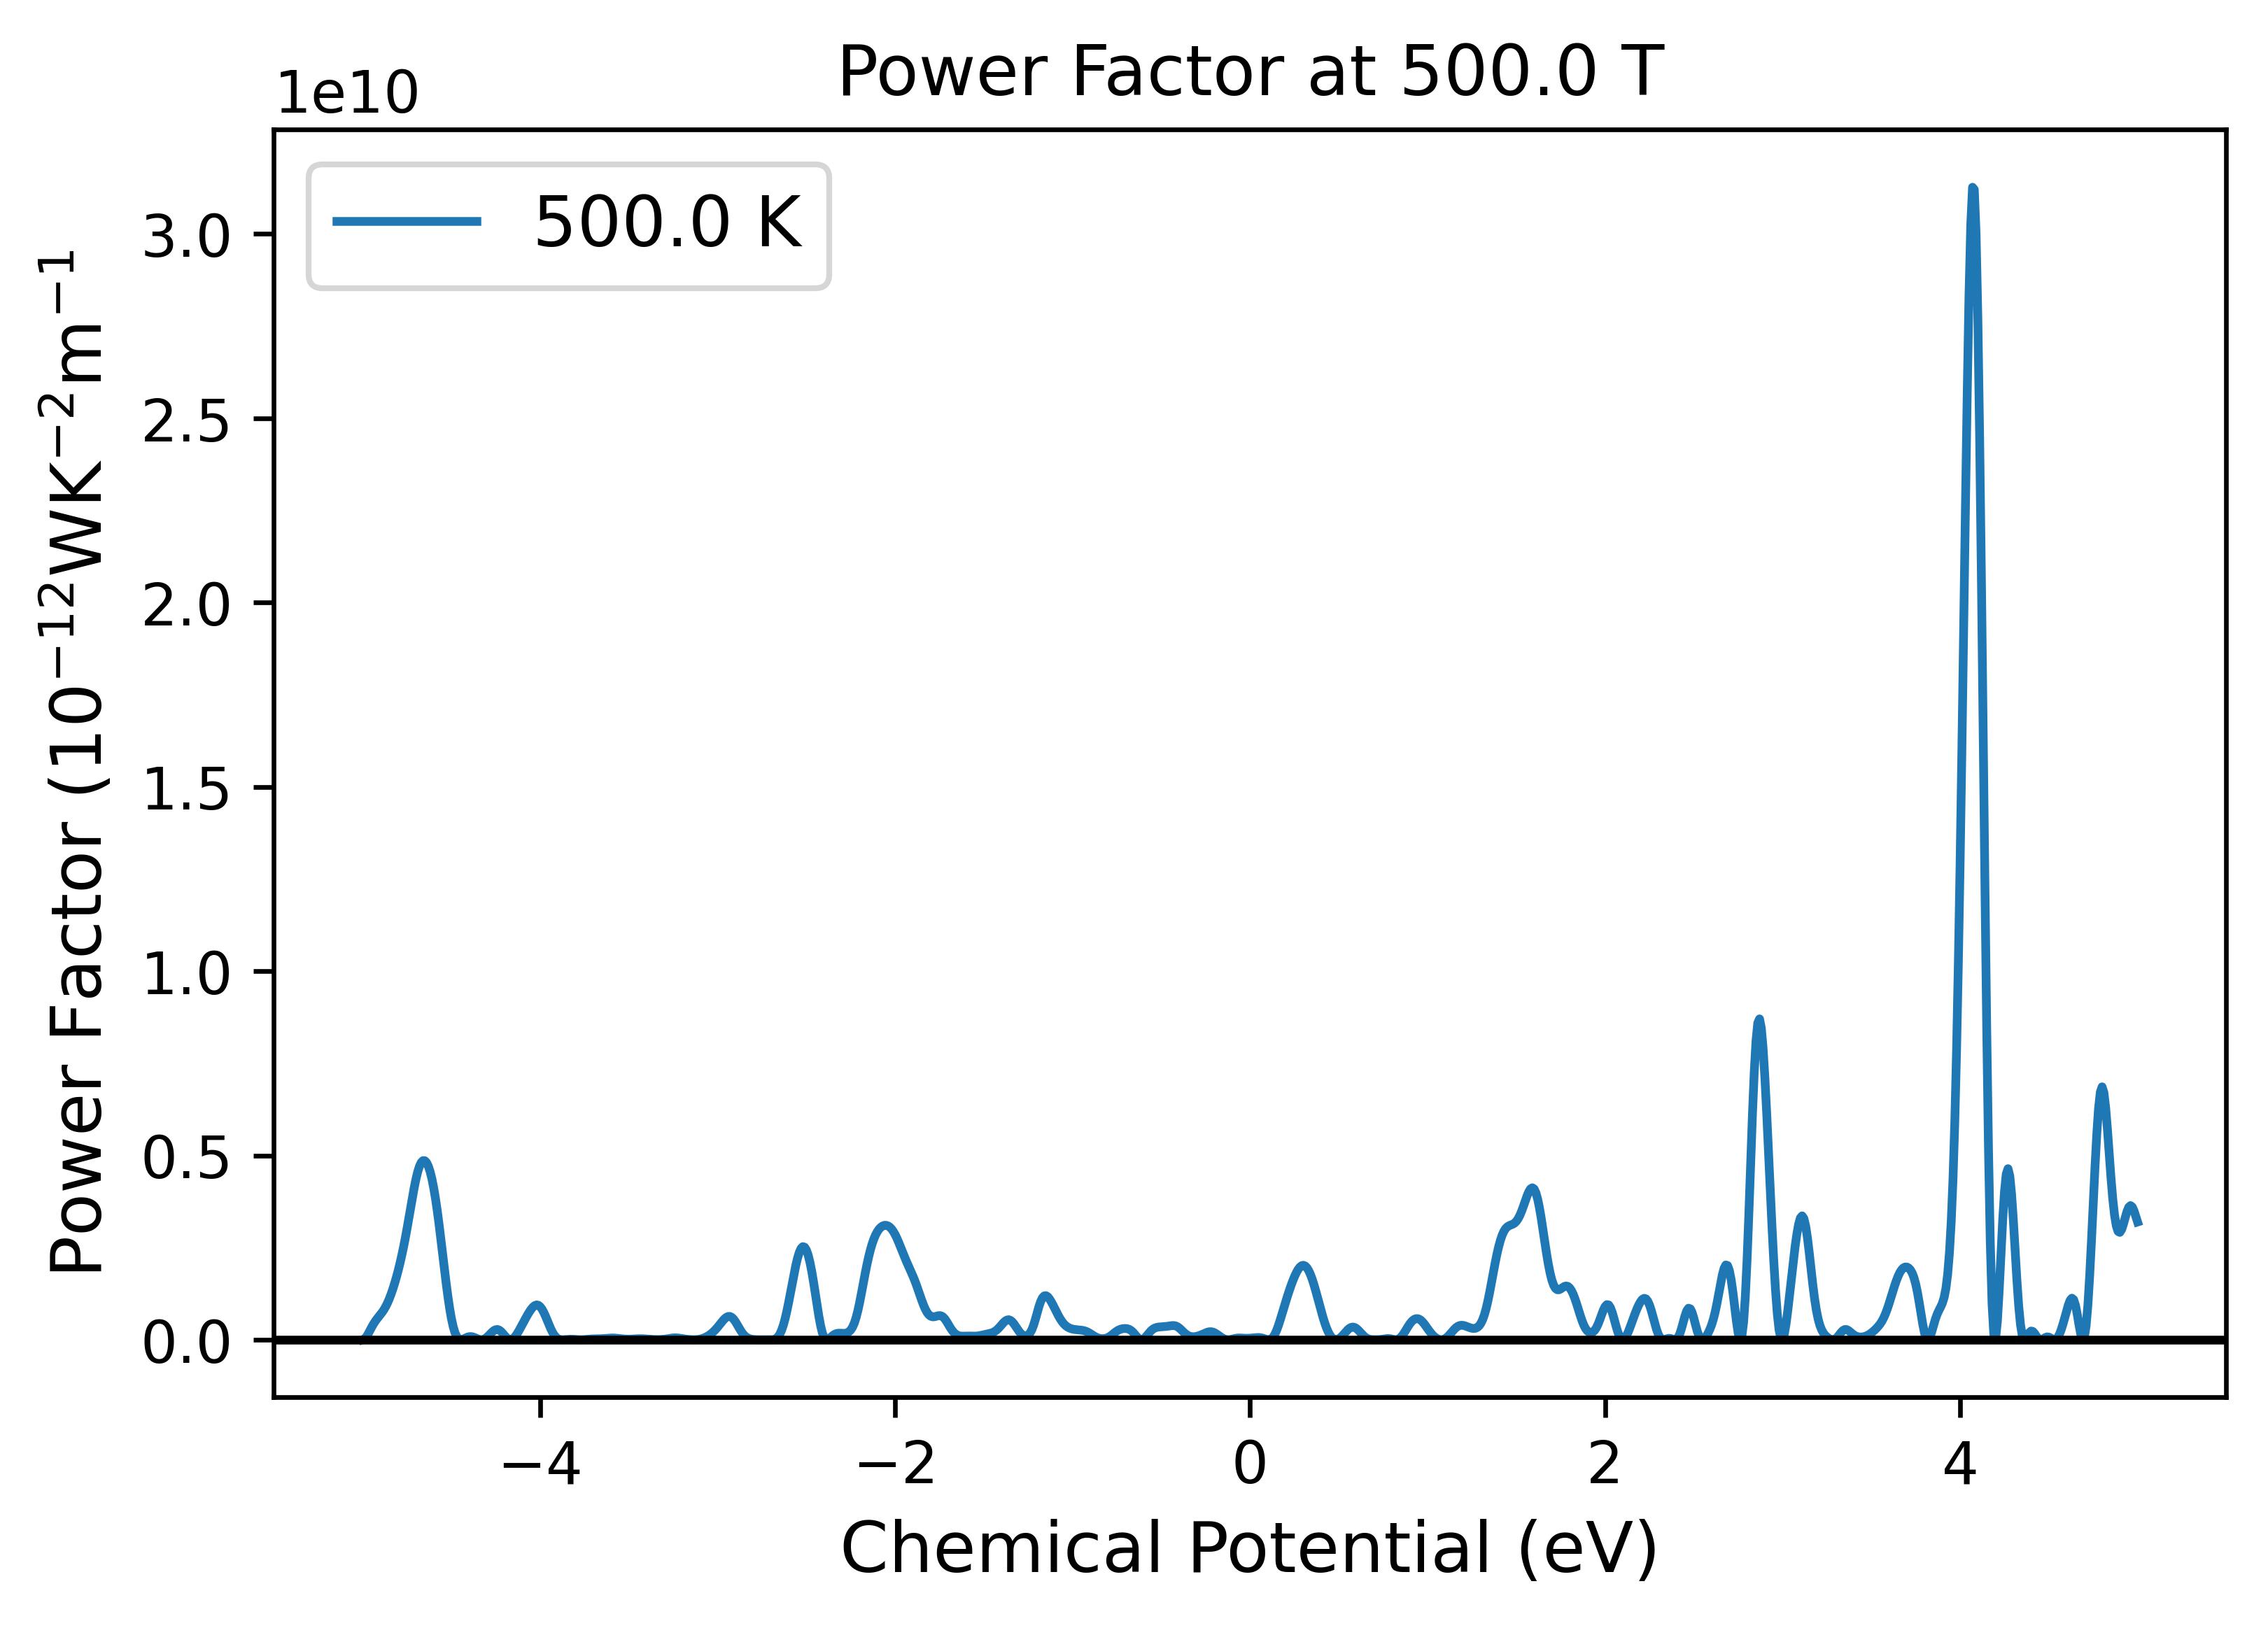 Power Factor at 500.0 T
1e10
500.0 K
3.0
2.5
2.0
1.5
1.0
0.5
0.0
Power Factor (10⁻¹²WK⁻²m⁻¹
−4 −2 0 2 4
Chemical Potential (eV)